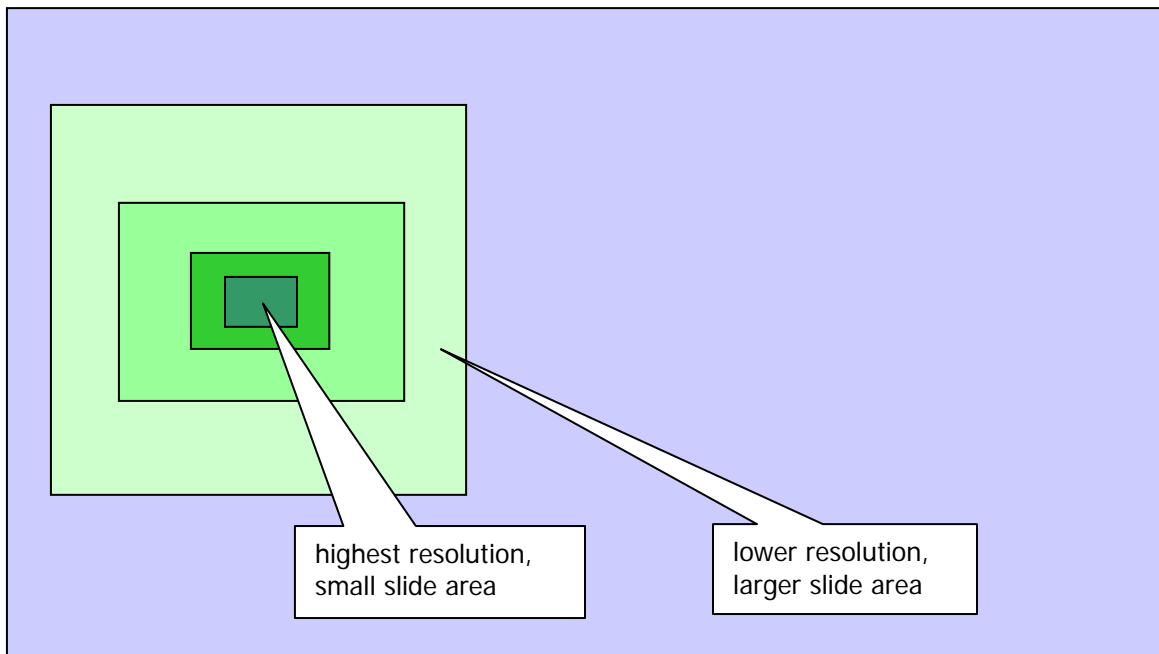 highest resolution,
small slide area
lower resolution,
larger slide area